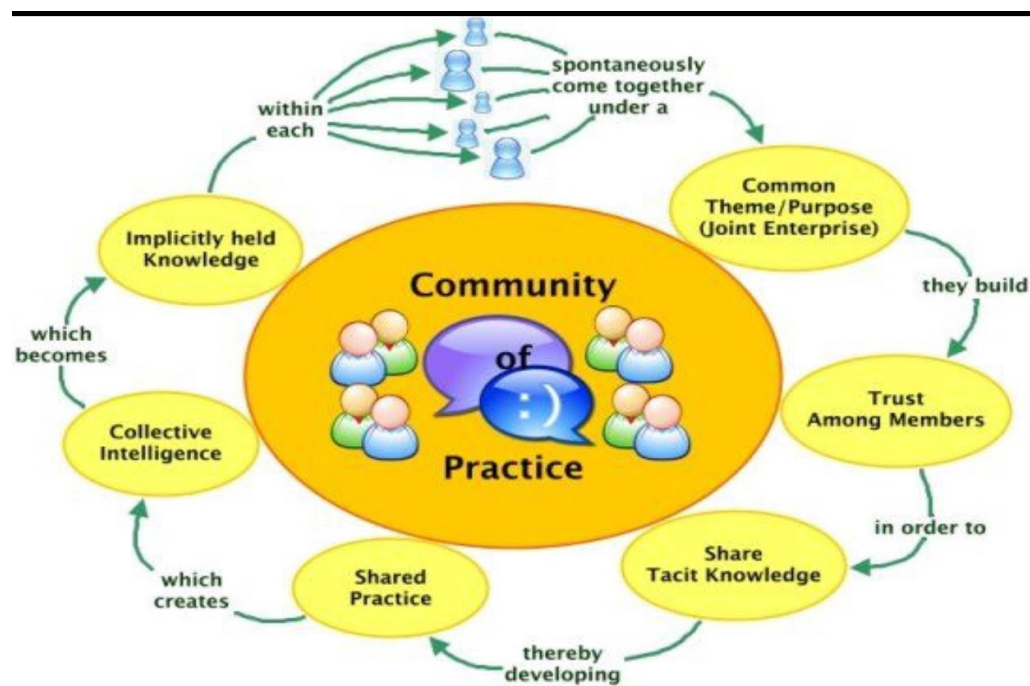 spontaneously
come together
under a
within
each
Common
Theme/Purpose
(Joint Enterprise)
they build
Trust
Among Members
in order to
Share
Tacit Knowledge
thereby
developing
Shared
Practice
which
creates
Collective
Intelligence
which
becomes
Implicitly held
Knowledge
Community
of
:)
Practice